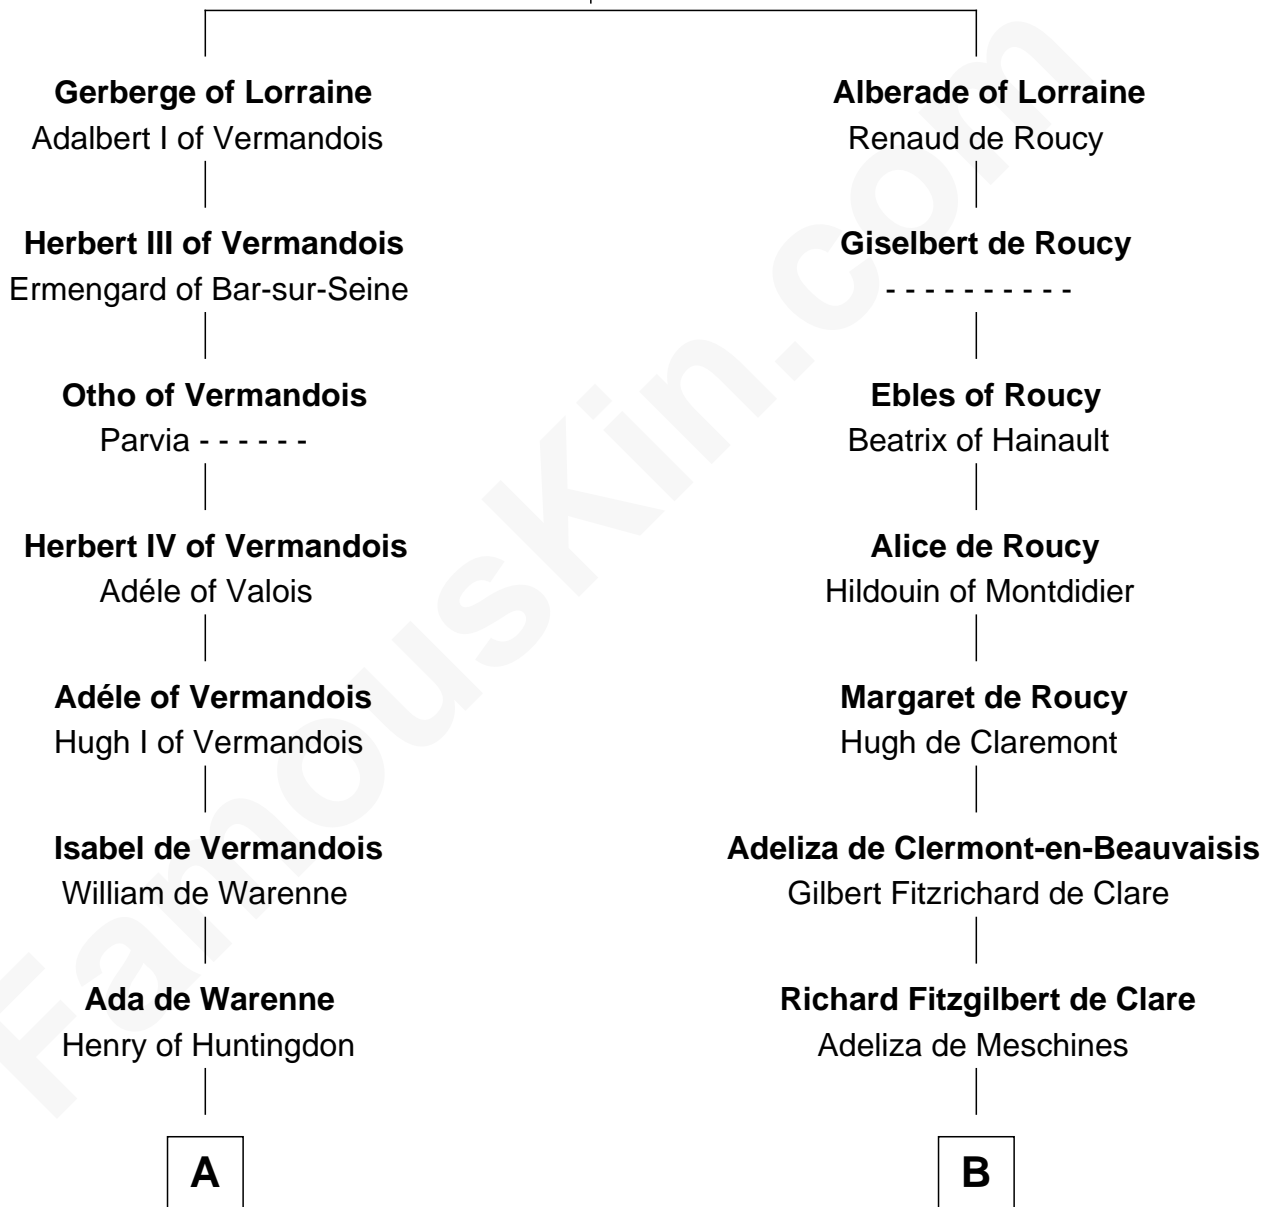 Gerberge of Lorraine
Adalbert I of Vermandois
Herbert III of Vermandois
Ermengard of Bar-sur-Seine
Otho of Vermandois
Parvia - - - - - -
Herbert IV of Vermandois
Adéle of Valois
Adéle of Vermandois
Hugh I of Vermandois
Isabel de Vermandois
William de Warenne
Ada de Warenne
Henry of Huntingdon
A
Alberade of Lorraine
Renaud de Roucy
Giselbert de Roucy
- - - - - - - - - -
Ebles of Roucy
Beatrix of Hainault
Alice de Roucy
Hildouin of Montdidier
Margaret de Roucy
Hugh de Claremont
Adeliza de Clermont-en-Beauvaisis
Gilbert Fitzrichard de Clare
Richard Fitzgilbert de Clare
Adeliza de Meschines
B
FamousKin.com